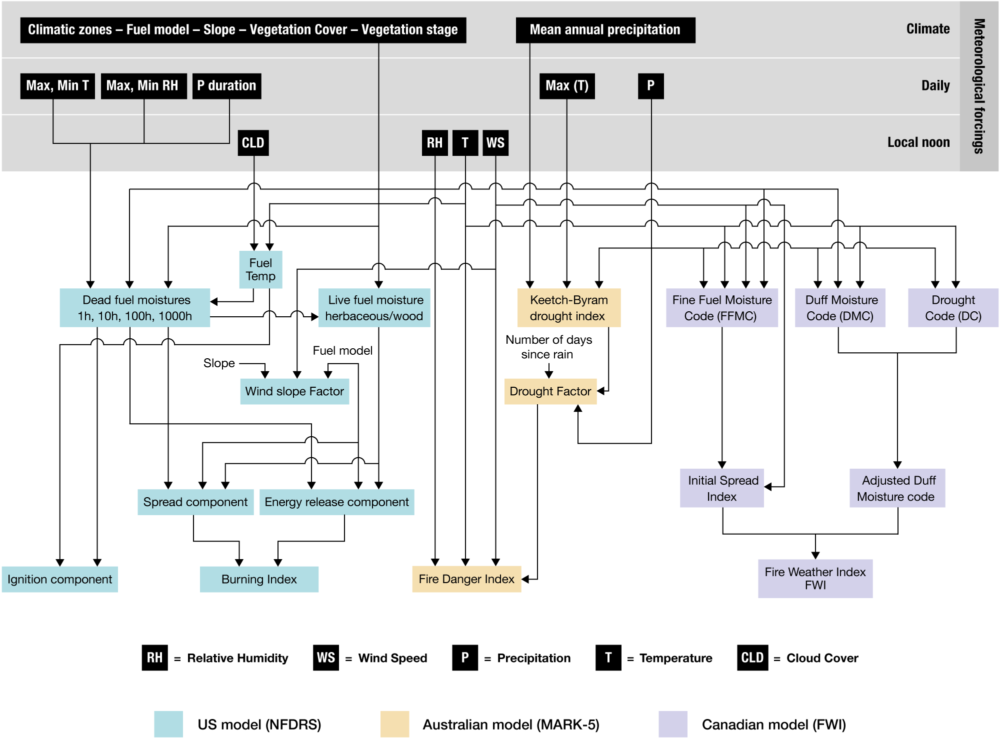 Climatic zones – Fuel model – Slope – Vegetation Cover – Vegetation stage
Mean annual precipitation
Climate
Meteorological forcings
Max, Min T
Max, Min RH
P duration
Max (T)
P
Daily
CLD
RH
T
WS
Local noon
Fuel
Temp
Dead fuel moistures
1h, 10h, 100h, 1000h
Live fuel moisture
herbaceous/wood
Keetch-Byram
drought index
Fine Fuel Moisture
Code (FFMC)
Duff Moisture
Code (DMC)
Drought
Code (DC)
Slope
Fuel model
Number of days
since rain
Wind slope Factor
Drought Factor
Spread component
Energy release component
Initial Spread
Index
Adjusted Duff
Moisture code
Ignition component
Burning Index
Fire Danger Index
Fire Weather Index
FWI
RH = Relative Humidity
WS = Wind Speed
P = Precipitation
T = Temperature
CLD = Cloud Cover
US model (NFDRS)
Australian model (MARK-5)
Canadian model (FWI)